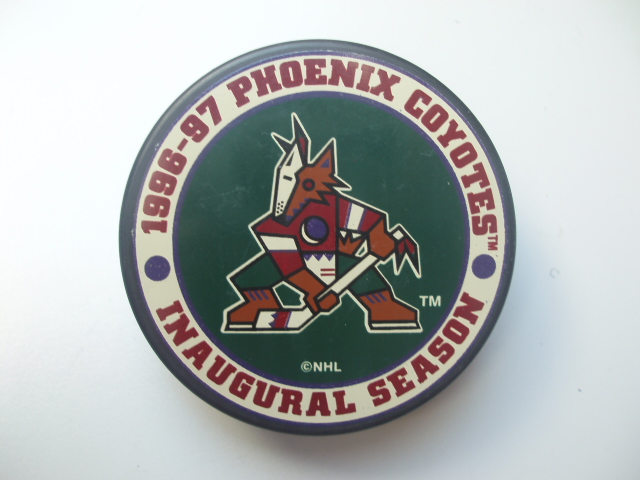 1996-97 PHOENIX COYOTES™
TM
©NHL
INAUGURAL SEASON